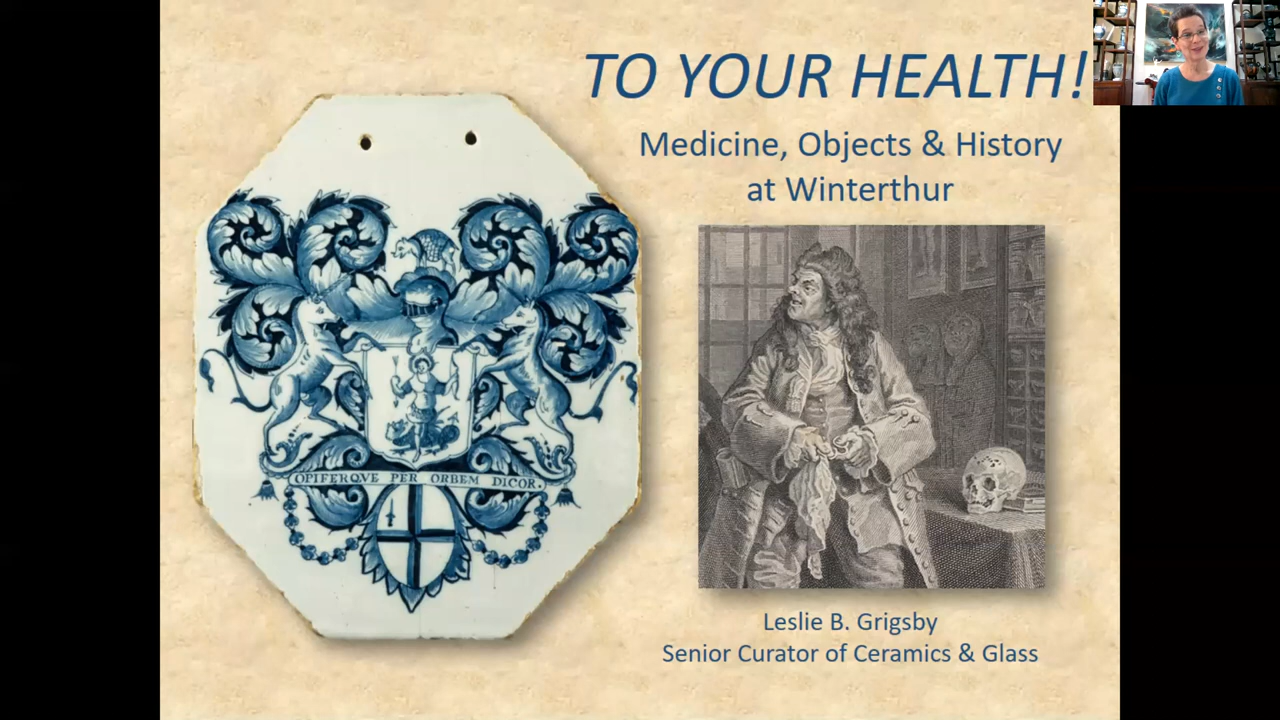 TO YOUR HEALTH!
Medicine, Objects & History
at Winterthur
OPIFERQVE PER ORBEM DICOR.
Leslie B. Grigsby
Senior Curator of Ceramics & Glass